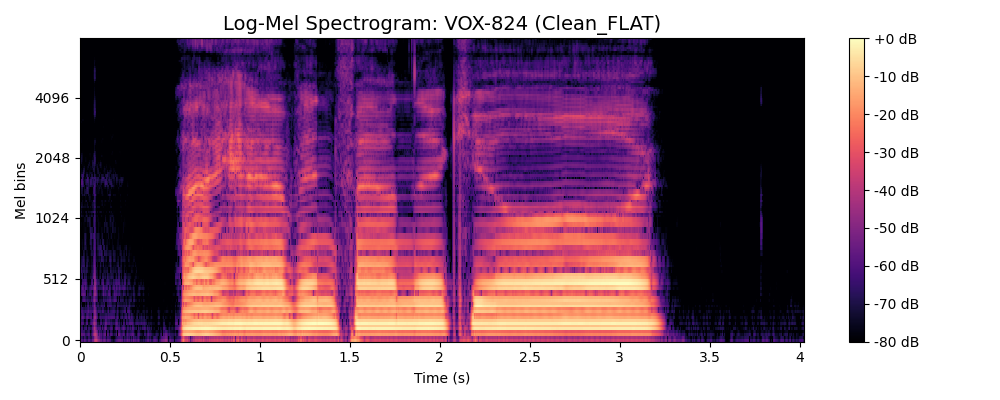 Log-Mel Spectrogram: VOX-824 (Clean_FLAT)
Mel bins
4096
2048
1024
512
0
0
0.5
1
1.5
2
2.5
3
3.5
4
Time (s)
+0 dB
-10 dB
-20 dB
-30 dB
-40 dB
-50 dB
-60 dB
-70 dB
-80 dB